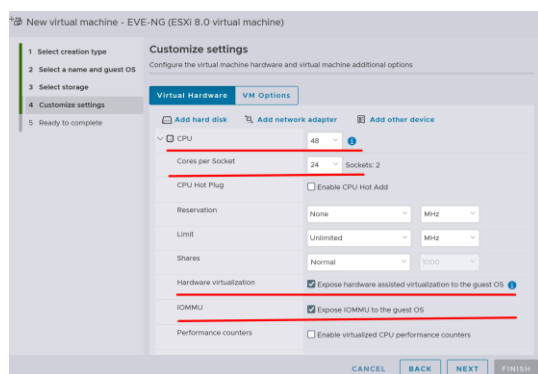 New virtual machine - EVE-NG (ESXi 8.0 virtual machine)
1 Select creation type
2 Select a name and guest OS
3 Select storage
4 Customize settings
5 Ready to complete
Customize settings
Configure the virtual machine hardware and virtual machine additional options
Virtual Hardware VM Options
Add hard disk Add network adapter Add other device
CPU 48
Cores per Socket 24 Sockets: 2
CPU Hot Plug Enable CPU Hot Add
Reservation None MHz
Limit Unlimited MHz
Shares Normal 1000
Hardware virtualization Expose hardware assisted virtualization to the guest OS
IOMMU Expose IOMMU to the guest OS
Performance counters Enable virtualized CPU performance counters
CANCEL BACK NEXT FINISH